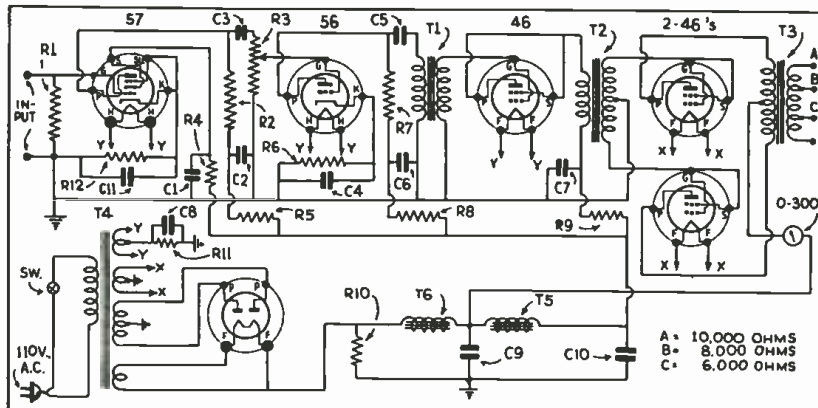 57
56
46
2-46's
R1
IN-
PUT
S
G
P
K
H
H
Y
Y
R12
C11
C1
R4
C3
R3
R2
C2
R5
G
P
K
H
H
Y
Y
R6
C4
C5
R7
C6
R8
T1
G
P
S
F
F
Y
Y
T2
C7
R9
G
P
S
F
F
X
X
G
P
S
F
F
X
X
T3
A
B
C
0-300
T4
SW.
110V.
A.C.
Y
Y
X
X
C8
R11
P
P
F
F
R10
T6
T5
C9
C10
A = 10,000 OHMS
B = 8,000 OHMS
C = 6,000 OHMS